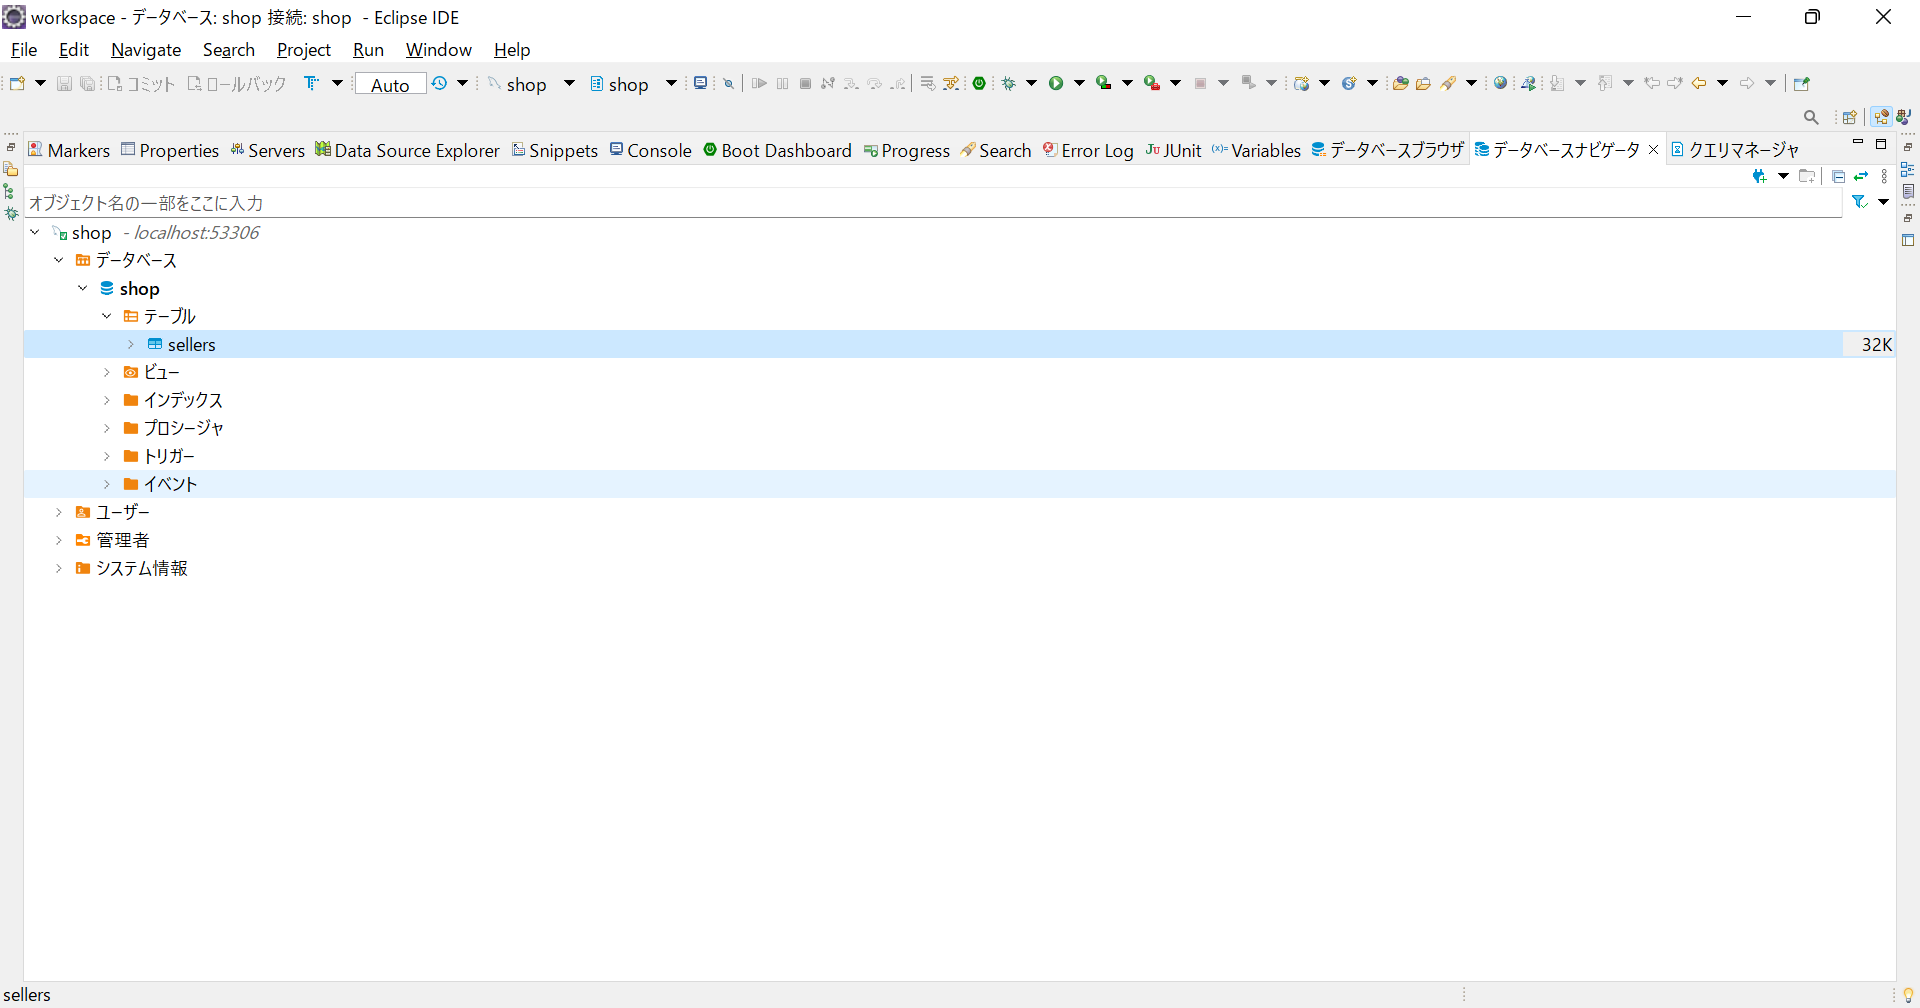 workspace - データベース: shop 接続: shop - Eclipse IDE
File Edit Navigate Search Project Run Window Help
コミット ロールバック Auto shop shop
Markers Properties Servers Data Source Explorer Snippets Console Boot Dashboard Progress Search Error Log JUnit Variables データベースブラウザ データベースナビゲータ クエリマネージャ
オブジェクト名の一部をここに入力
shop - localhost:53306
データベース
shop
テーブル
sellers 32K
ビュー
インデックス
プロシージャ
トリガー
イベント
ユーザー
管理者
システム情報
sellers